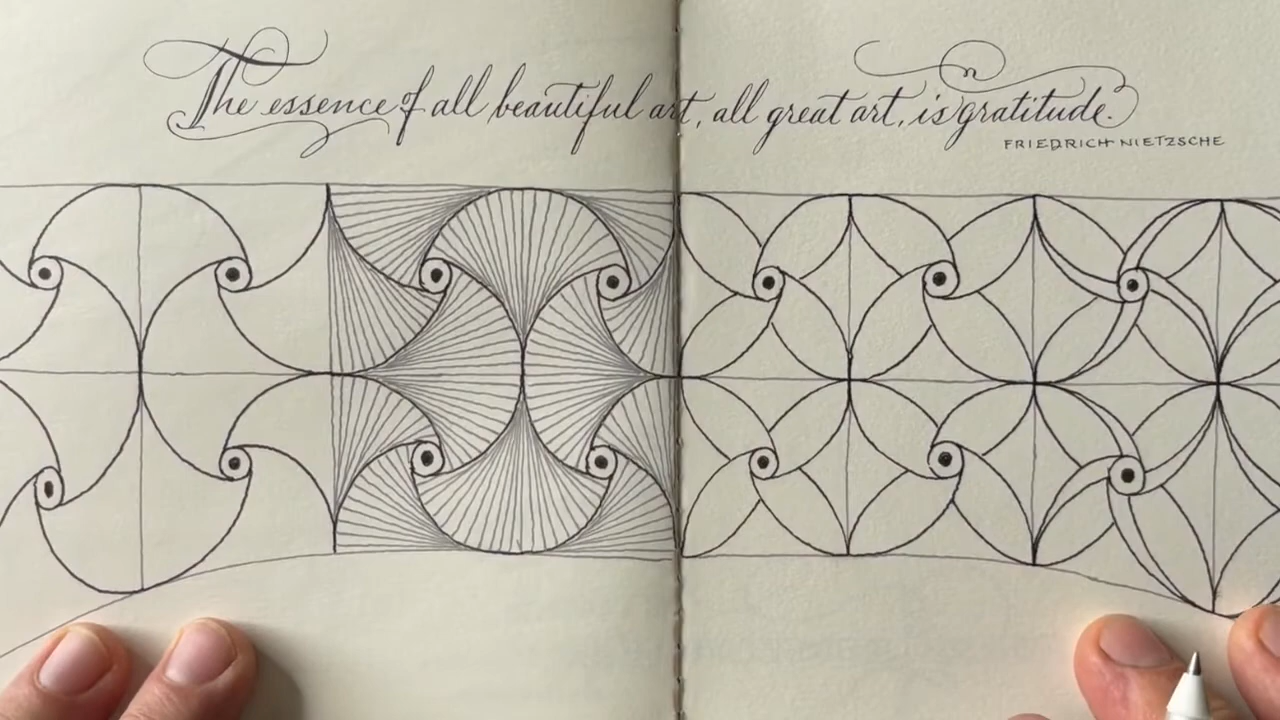 The essence of all beautiful art, all great art, is gratitude.
FRIEDRICH NIETZSCHE